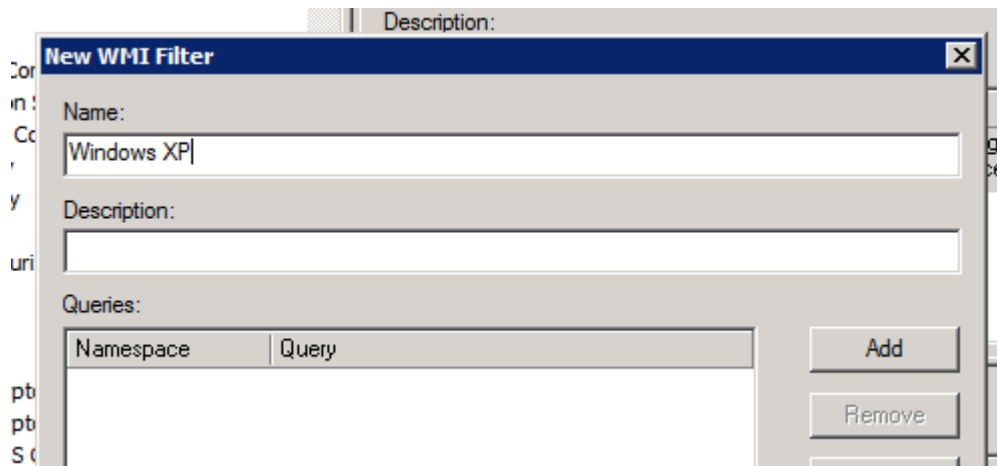 Description:
New WMI Filter
Name:
Windows XP
Description:
Queries:
Namespace Query
Add
Remove